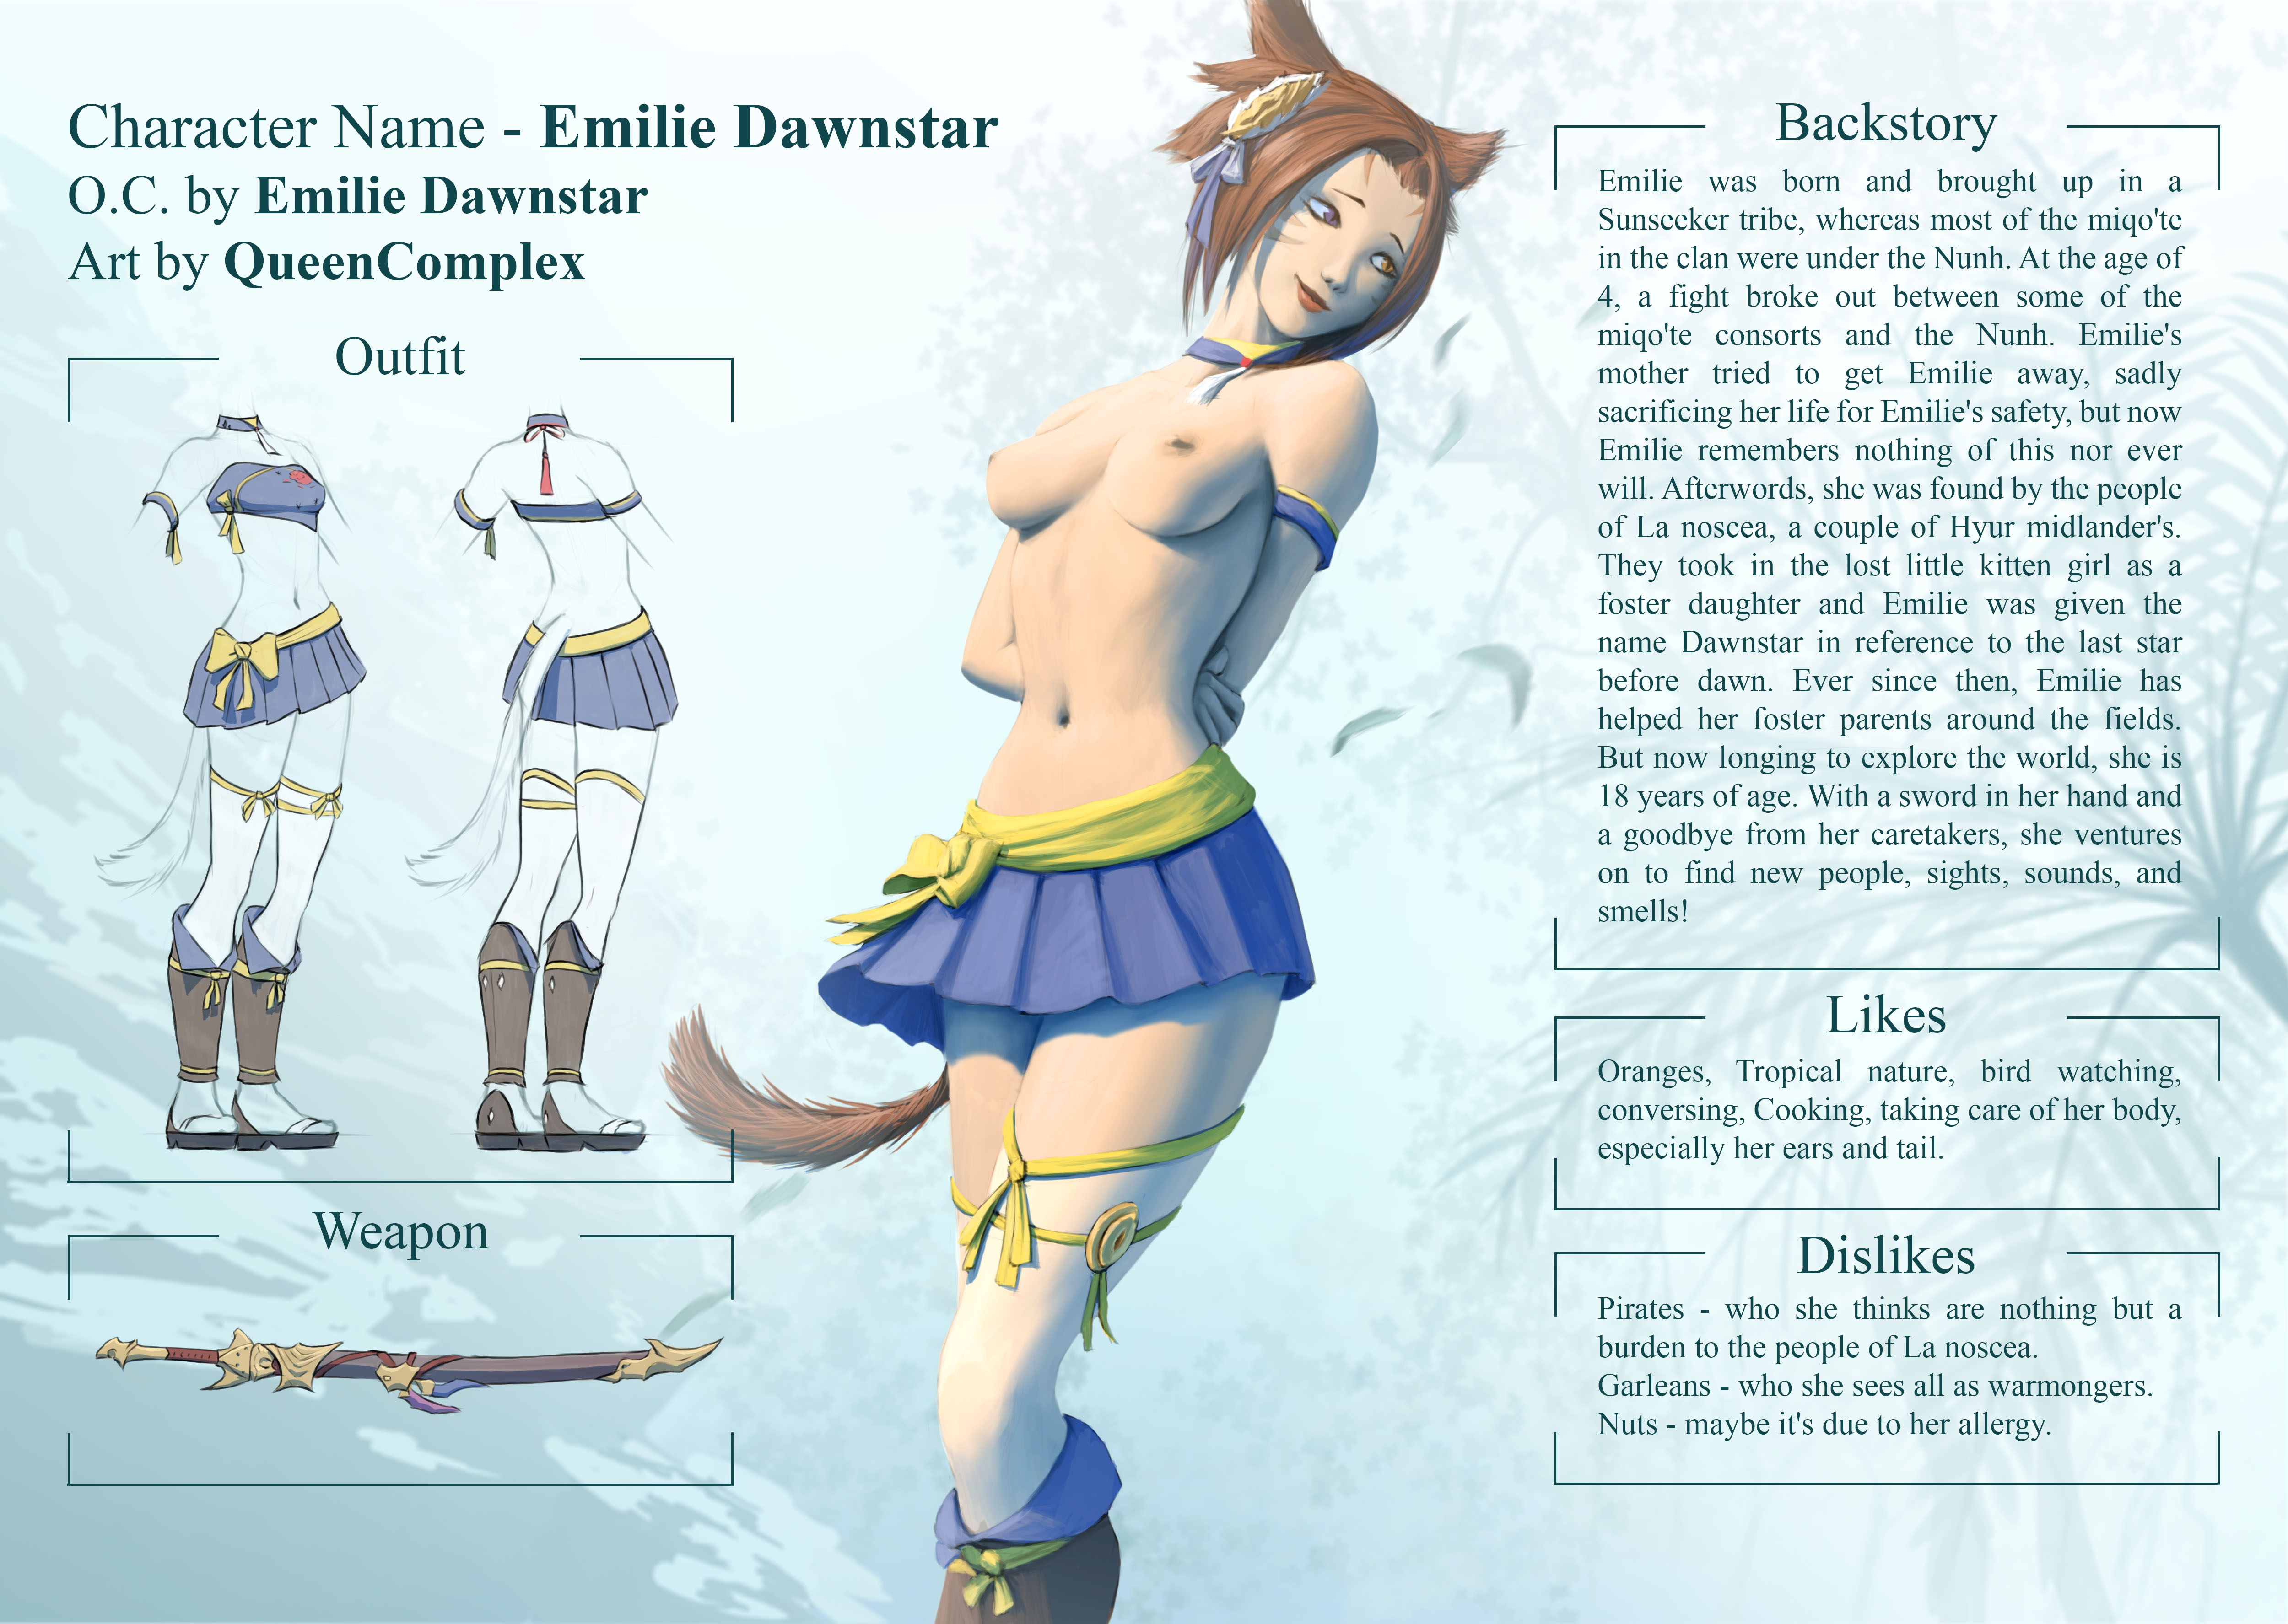 Character Name - Emilie Dawnstar
O.C. by Emilie Dawnstar
Art by QueenComplex
Outfit
Weapon
Backstory
Emilie was born and brought up in a
Sunseeker tribe, whereas most of the miqo'te
in the clan were under the Nunh. At the age of
4, a fight broke out between some of the
miqo'te consorts and the Nunh. Emilie's
mother tried to get Emilie away, sadly
sacrificing her life for Emilie's safety, but now
Emilie remembers nothing of this nor ever
will. Afterwords, she was found by the people
of La noscea, a couple of Hyur midlander's.
They took in the lost little kitten girl as a
foster daughter and Emilie was given the
name Dawnstar in reference to the last star
before dawn. Ever since then, Emilie has
helped her foster parents around the fields.
But now longing to explore the world, she is
18 years of age. With a sword in her hand and
a goodbye from her caretakers, she ventures
on to find new people, sights, sounds, and
smells!
Likes
Oranges, Tropical nature, bird watching,
conversing, Cooking, taking care of her body,
especially her ears and tail.
Dislikes
Pirates - who she thinks are nothing but a
burden to the people of La noscea.
Garleans - who she sees all as warmongers.
Nuts - maybe it's due to her allergy.